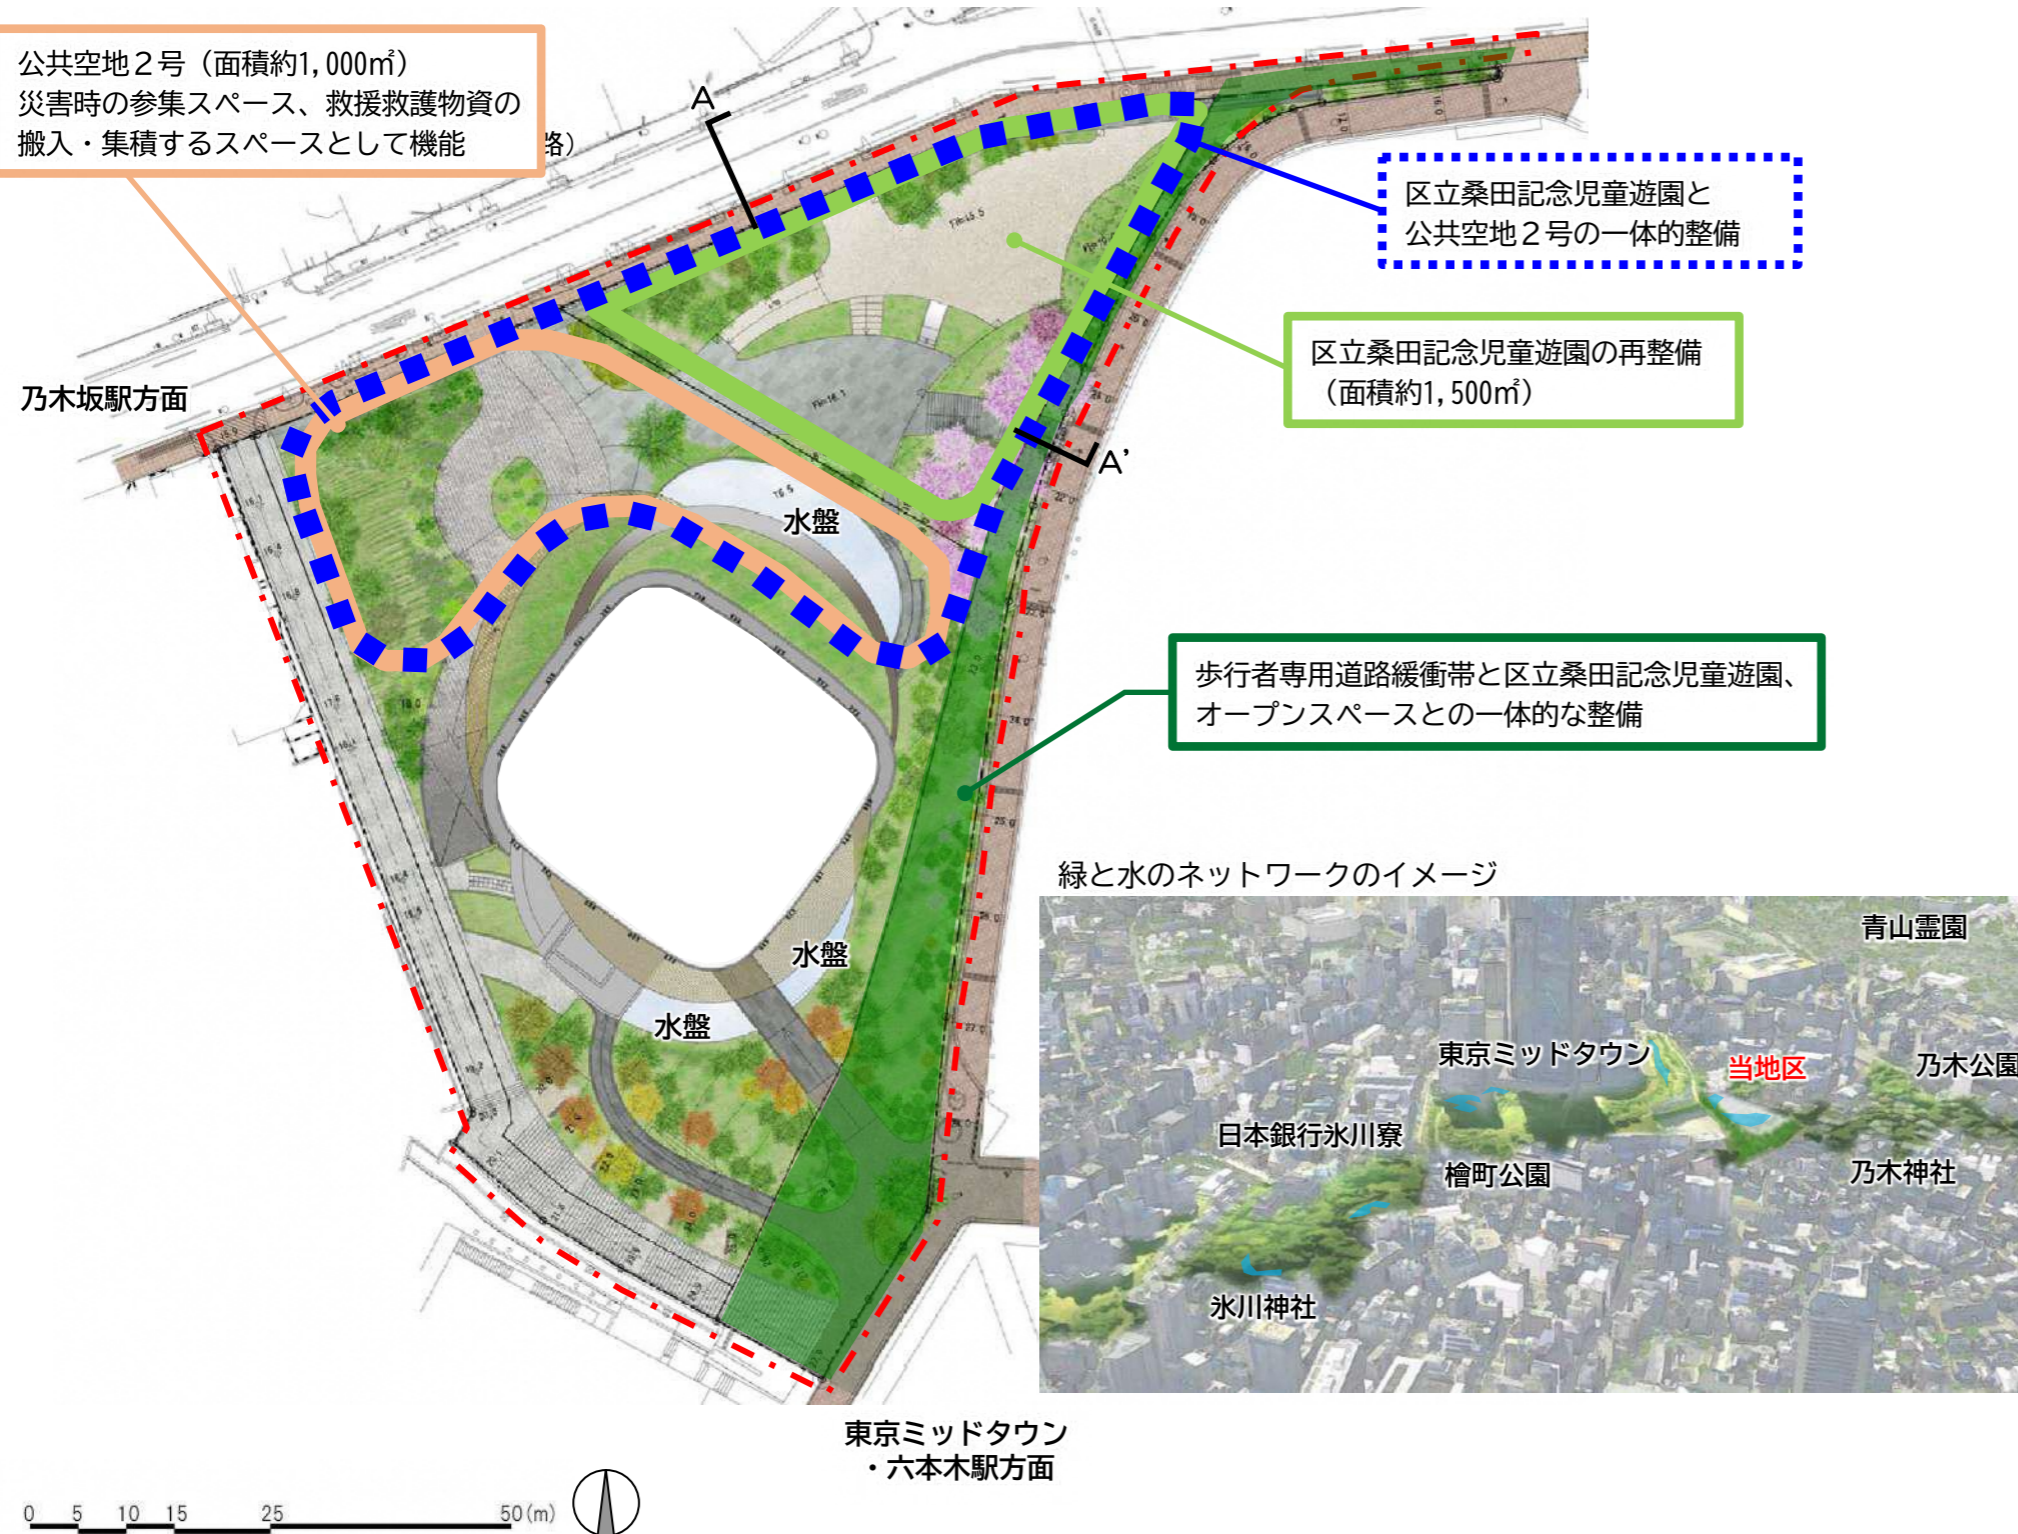 公共空地２号（面積約1,000㎡）
災害時の参集スペース、救援救護物資の
搬入・集積するスペースとして機能
路）
A
区立桑田記念児童遊園と
公共空地２号の一体的整備
区立桑田記念児童遊園の再整備
（面積約1,500㎡）
乃木坂駅方面
A’
水盤
歩行者専用道路緩衝帯と区立桑田記念児童遊園、
オープンスペースとの一体的な整備
水盤
水盤
緑と水のネットワークのイメージ
青山霊園
東京ミッドタウン
当地区
乃木公園
日本銀行氷川寮
檜町公園
乃木神社
氷川神社
東京ミッドタウン
・六本木駅方面
0 5 10 15 25 50(m)